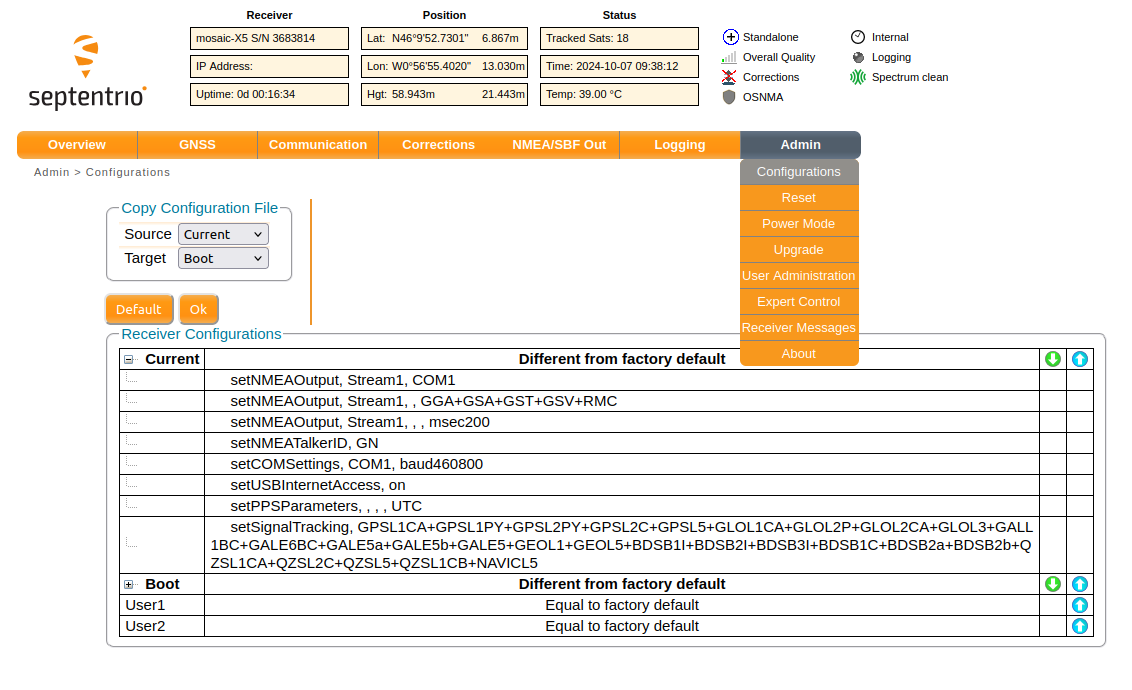 Receiver
Position
Status
septentrio
mosaic-X5 S/N 3683814
Lat: N46°9'52.7301" 6.867m
Tracked Sats: 18
Standalone
Internal
IP Address:
Lon: W0°56'55.4020" 13.030m
Time: 2024-10-07 09:38:12
Overall Quality
Logging
Uptime: 0d 00:16:34
Hgt: 58.943m 21.443m
Temp: 39.00 °C
Corrections
Spectrum clean
OSNMA
Overview GNSS Communication Corrections NMEA/SBF Out Logging Admin
Admin > Configurations
Configurations
Reset
Power Mode
Upgrade
User Administration
Expert Control
Receiver Messages
About
Copy Configuration File
Source Current
Target Boot
Default Ok
Receiver Configurations
Current Different from factory default
setNMEAOutput, Stream1, COM1
setNMEAOutput, Stream1, , GGA+GSA+GST+GSV+RMC
setNMEAOutput, Stream1, , , msec200
setNMEATalkerID, GN
setCOMSettings, COM1, baud460800
setUSBInternetAccess, on
setPPSParameters, , , , UTC
setSignalTracking, GPSL1CA+GPSL1PY+GPSL2PY+GPSL2C+GPSL5+GLOL1CA+GLOL2P+GLOL2CA+GLOL3+GALL
1BC+GALE6BC+GALE5a+GALE5b+GALE5+GEOL1+GEOL5+BDSB1I+BDSB2I+BDSB3I+BDSB1C+BDSB2a+BDSB2b+Q
ZSL1CA+QZSL2C+QZSL5+QZSL1CB+NAVICL5
Boot Different from factory default
User1 Equal to factory default
User2 Equal to factory default